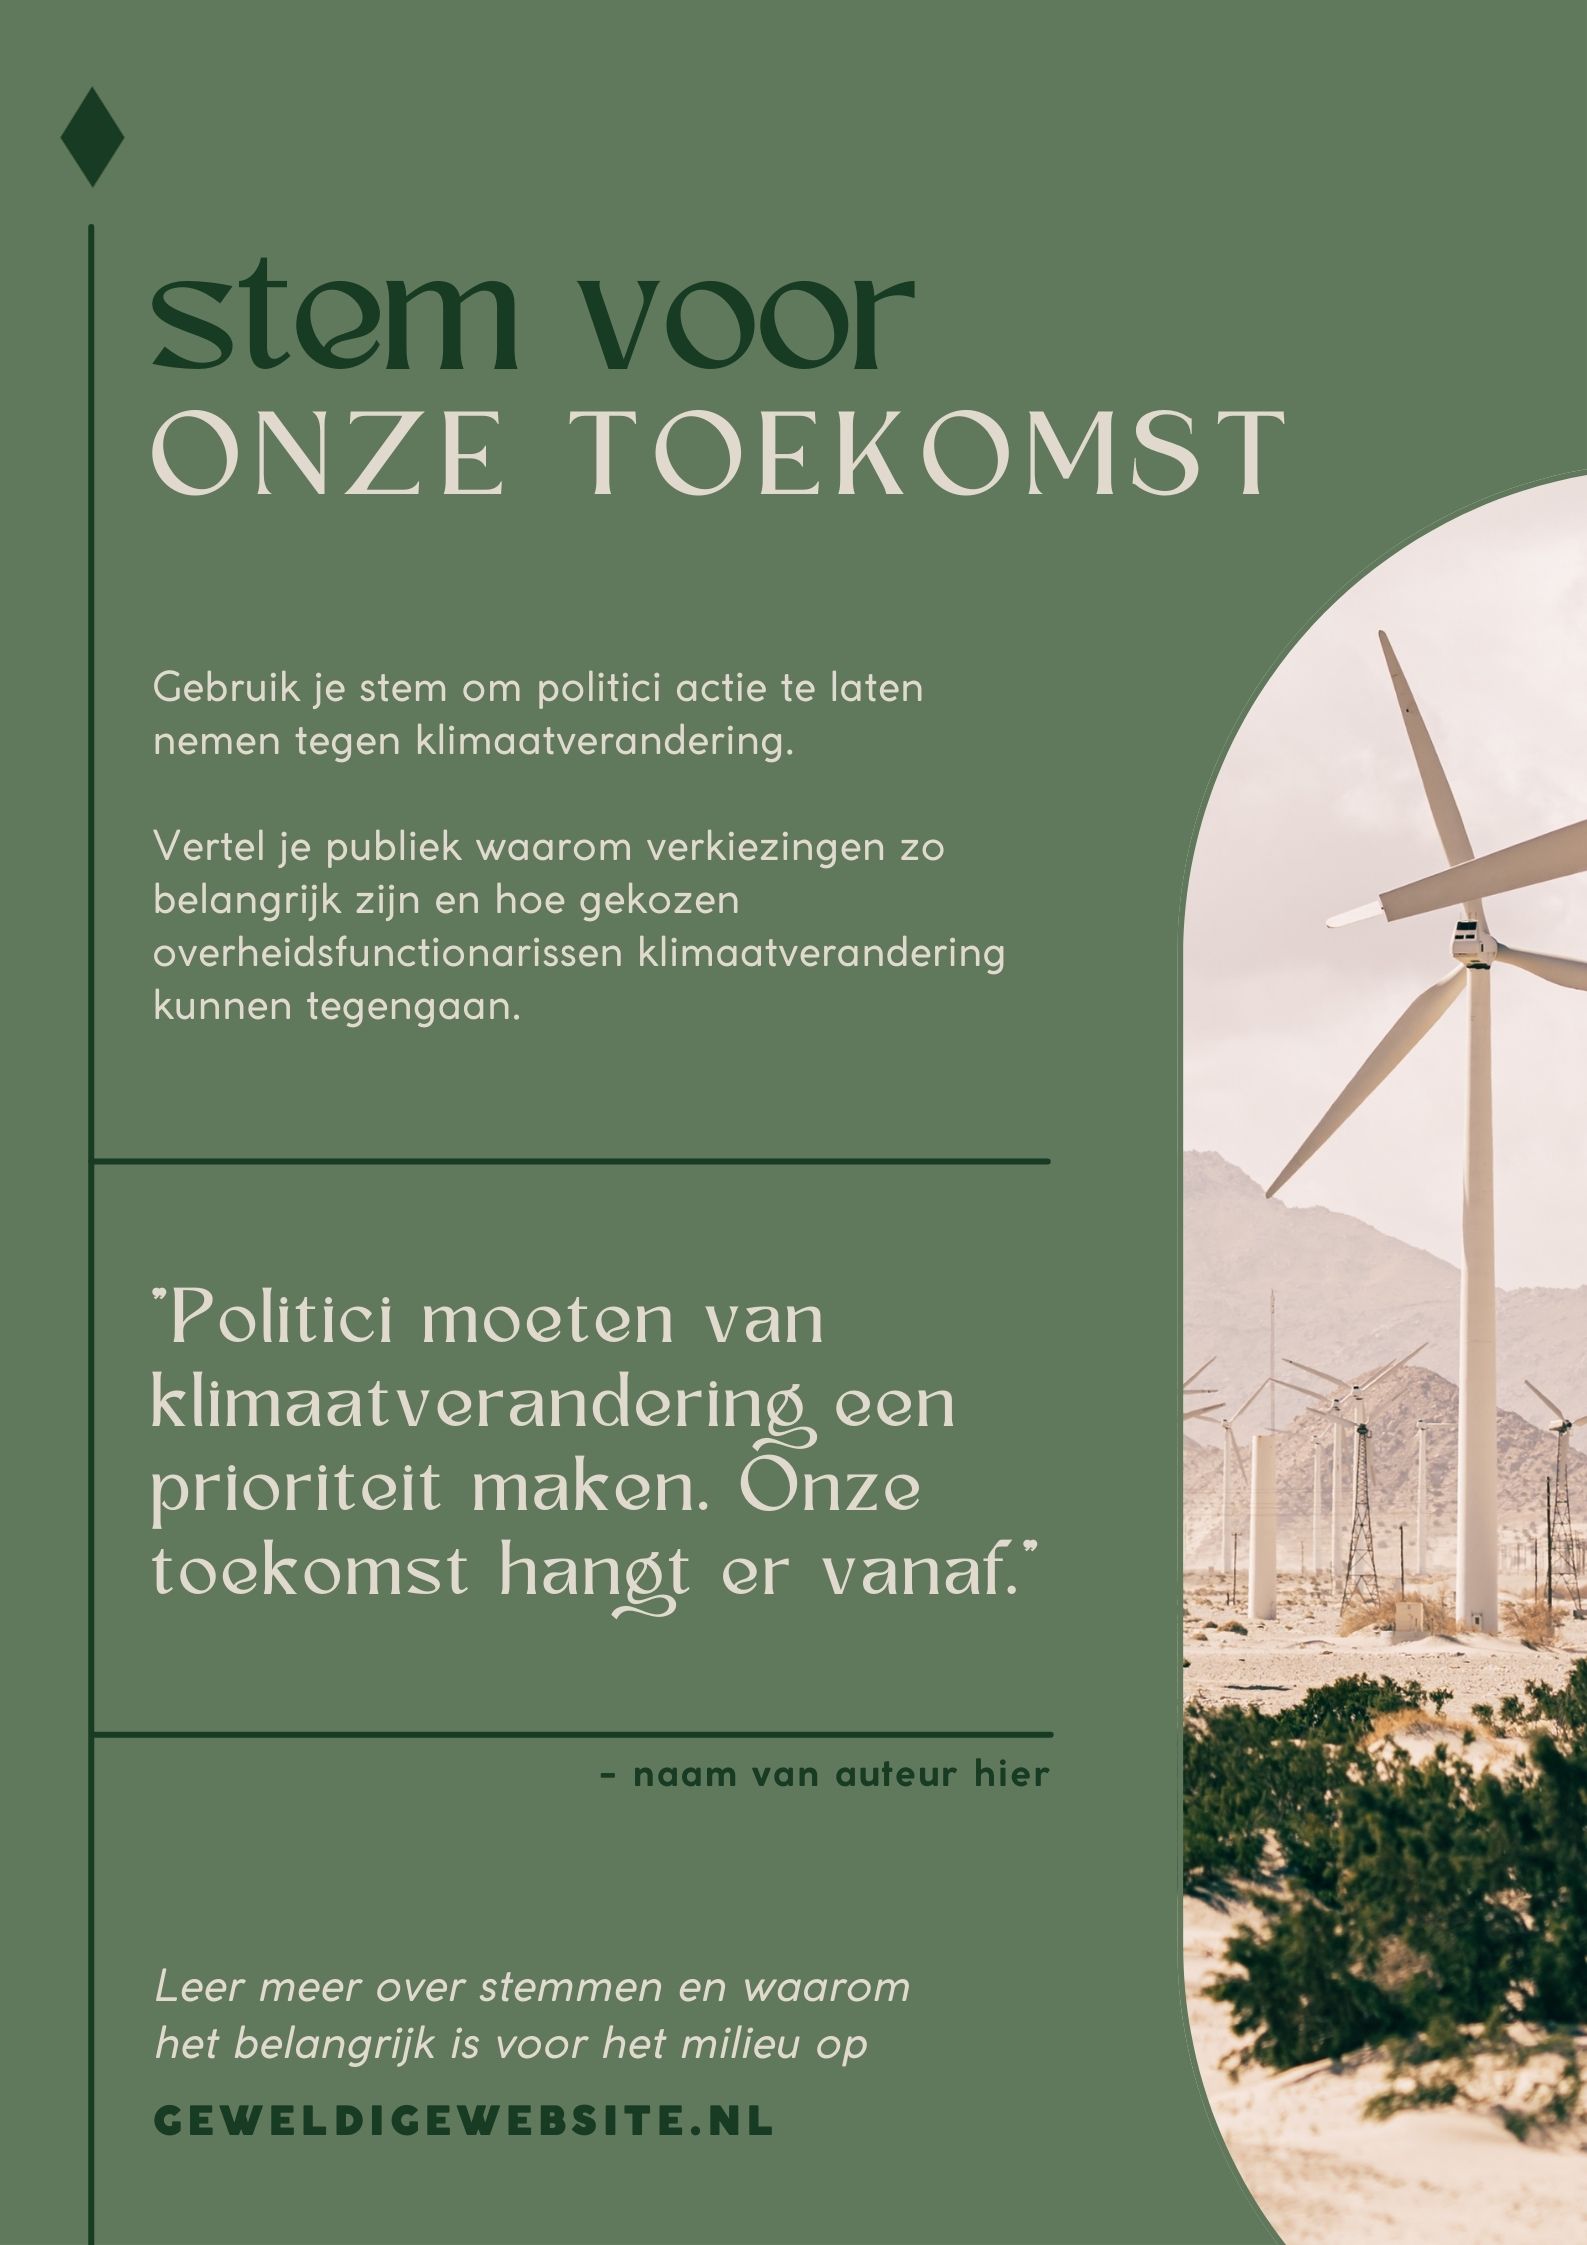 stem voor
ONZE TOEKOMST
Gebruik je stem om politici actie te laten
nemen tegen klimaatverandering.
Vertel je publiek waarom verkiezingen zo
belangrijk zijn en hoe gekozen
overheidsfunctionarissen klimaatverandering
kunnen tegengaan.
"Politici moeten van
klimaatverandering een
prioriteit maken. Onze
toekomst hangt er vanaf."
- naam van auteur hier
Leer meer over stemmen en waarom
het belangrijk is voor het milieu op
GEWELDIGEWEBSITE.NL